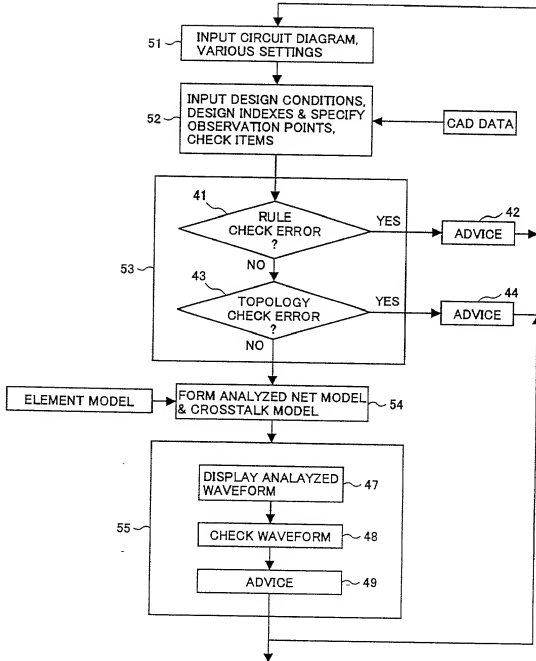 51
INPUT CIRCUIT DIAGRAM,
VARIOUS SETTINGS
52
INPUT DESIGN CONDITIONS,
DESIGN INDEXES & SPECIFY
OBSERVATION POINTS,
CHECK ITEMS
CAD DATA
53
41
RULE
CHECK ERROR
?
YES
42
ADVICE
NO
43
TOPOLOGY
CHECK ERROR
?
YES
44
ADVICE
NO
ELEMENT MODEL
FORM ANALYZED NET MODEL
& CROSSTALK MODEL
54
55
DISPLAY ANALAYZED
WAVEFORM
47
CHECK WAVEFORM
48
ADVICE
49